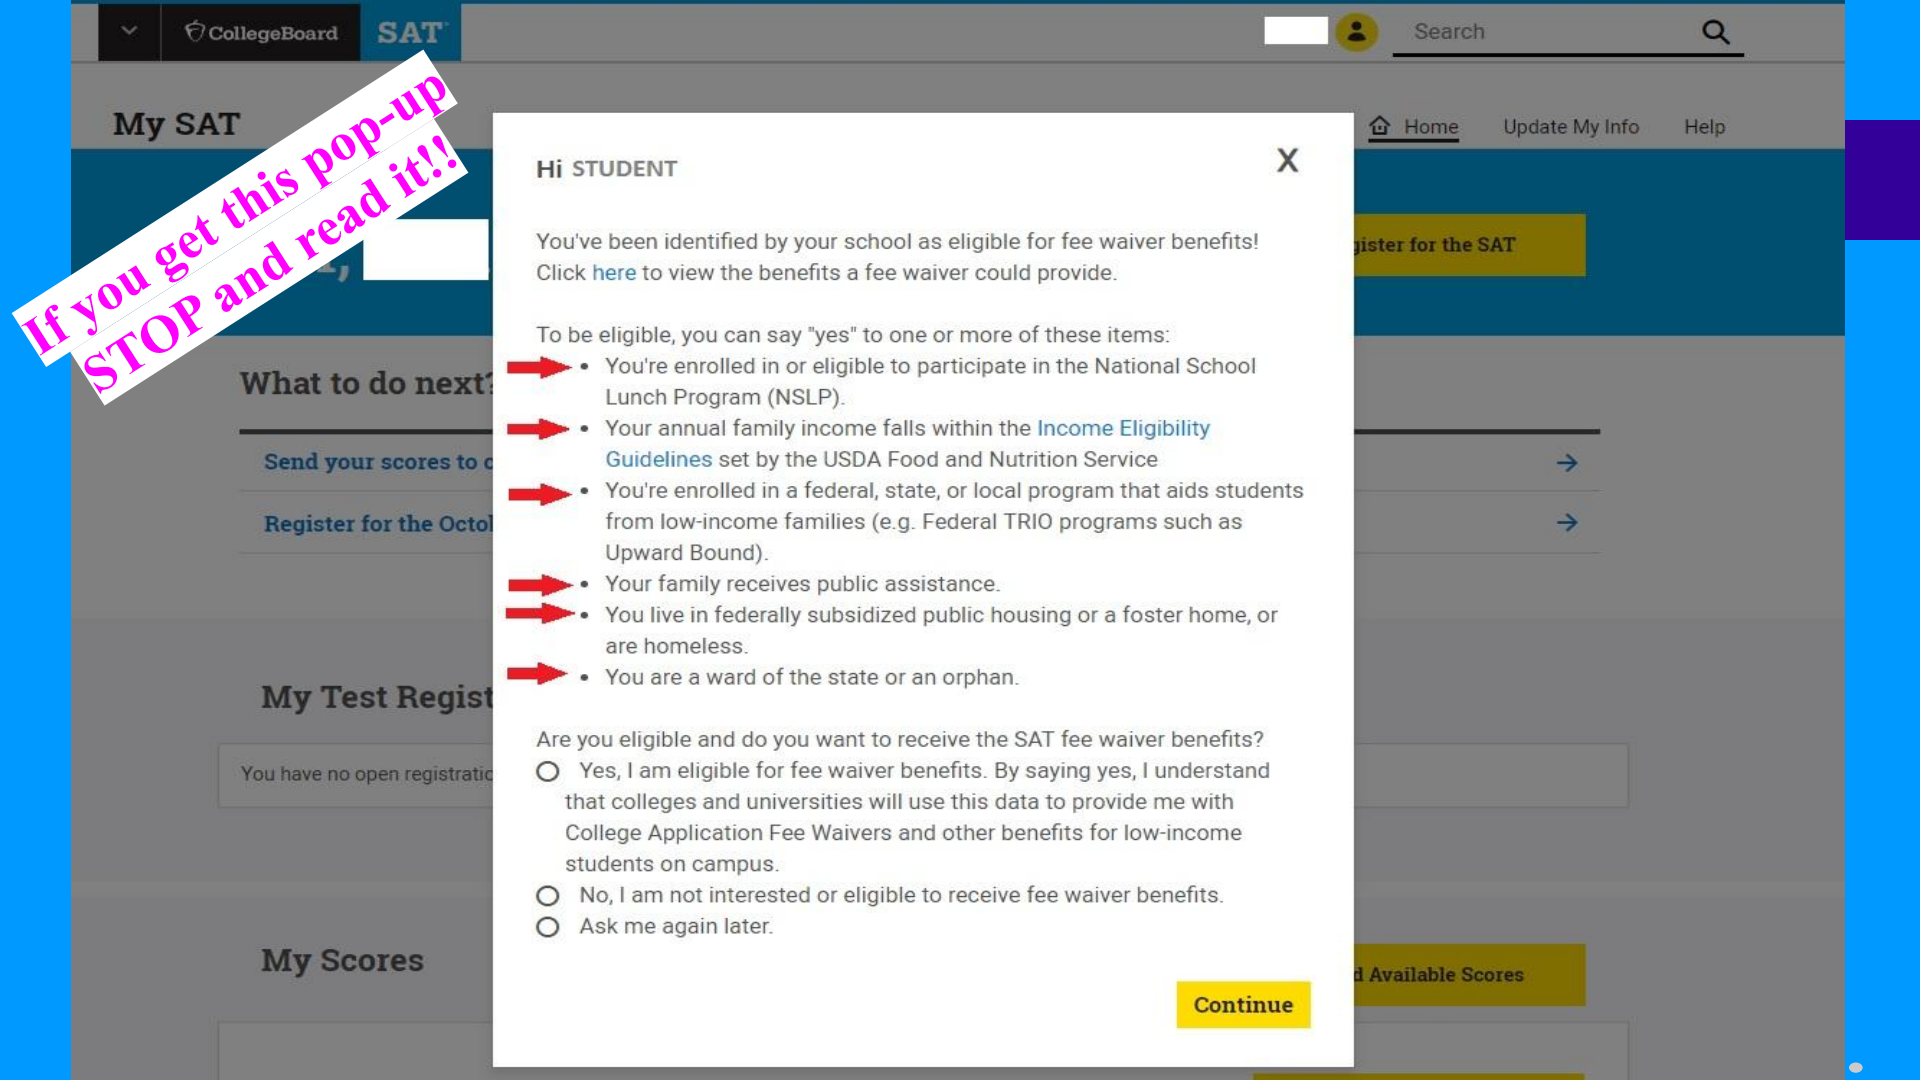 CollegeBoard
SAT
Search
My SAT
Home
Update My Info
Help
If you get this pop-up
STOP and read it!!
Hi STUDENT
X
You've been identified by your school as eligible for fee waiver benefits!
Click here to view the benefits a fee waiver could provide.
To be eligible, you can say "yes" to one or more of these items:
• You're enrolled in or eligible to participate in the National School
Lunch Program (NSLP).
• Your annual family income falls within the Income Eligibility
Guidelines set by the USDA Food and Nutrition Service
• You're enrolled in a federal, state, or local program that aids students
from low-income families (e.g. Federal TRIO programs such as
Upward Bound).
• Your family receives public assistance.
• You live in federally subsidized public housing or a foster home, or
are homeless.
• You are a ward of the state or an orphan.
Are you eligible and do you want to receive the SAT fee waiver benefits?
Yes, I am eligible for fee waiver benefits. By saying yes, I understand
that colleges and universities will use this data to provide me with
College Application Fee Waivers and other benefits for low-income
students on campus.
No, I am not interested or eligible to receive fee waiver benefits.
Ask me again later.
Continue
for the SAT
What to do next?
Send your scores to
Register for the
My Test
You have no open
My Scores
Available Scores